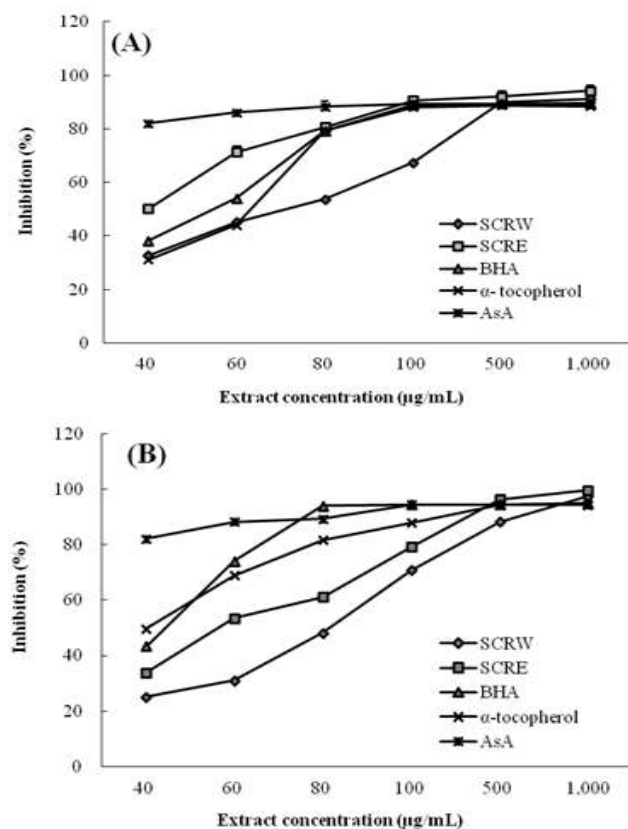 (A)
120
100
80
60
40
20
0
Inhibition (%)
SCRW
SCRE
BHA
α- tocopherol
AsA
40 60 80 100 500 1,000
Extract concentration (µg/mL)
(B)
120
100
80
60
40
20
0
Inhibition (%)
SCRW
SCRE
BHA
α-tocopherol
AsA
40 60 80 100 500 1,000
Extract concentration (µg/mL)